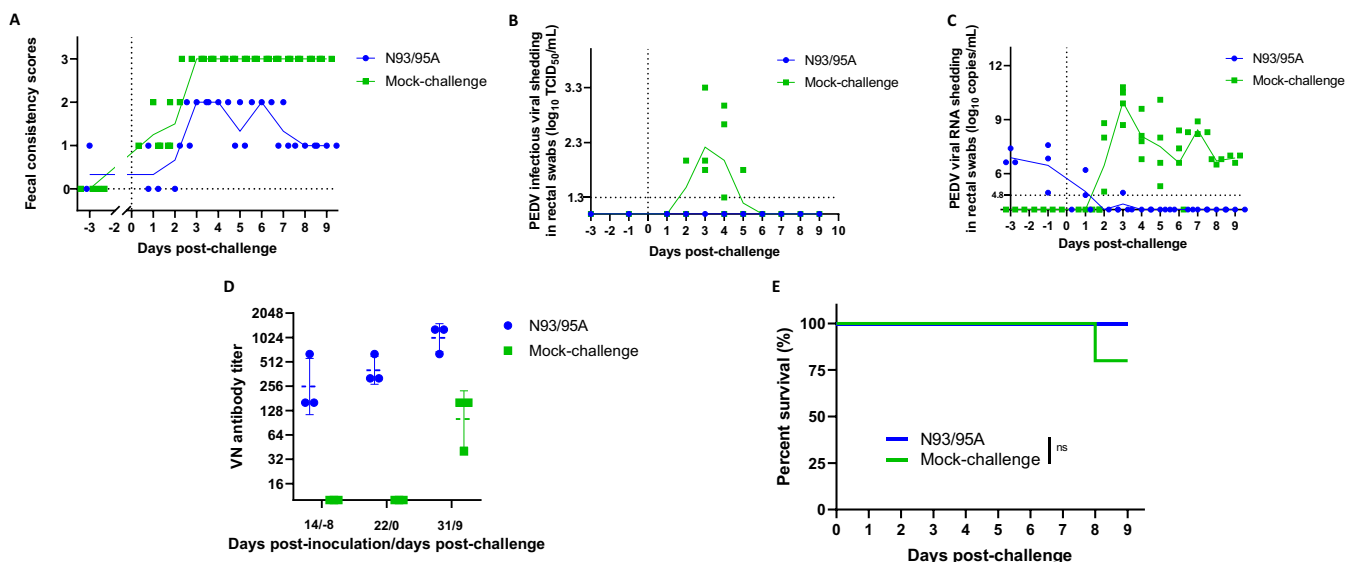 A
Fecal consistency scores
3
2
1
0
-3
-2
0
1
2
3
4
5
6
7
8
9
Days post-challenge
N93/95A
Mock-challenge
B
PEDV infectious viral shedding
in rectal swabs (log10 TCID50/mL)
3.3
2.3
1.3
-3
-2
-1
0
1
2
3
4
5
6
7
8
9
10
Days post-challenge
N93/95A
Mock-challenge
C
PEDV viral RNA shedding
in rectal swabs (log10 copies/mL)
12
9
6
4.8
-3
-2
-1
0
1
2
3
4
5
6
7
8
9
Days post-challenge
N93/95A
Mock-challenge
D
VN antibody titer
2048
1024
512
256
128
64
32
16
14/-8
22/0
31/9
Days post-inoculation/days post-challenge
N93/95A
Mock-challenge
E
Percent survival (%)
100
75
50
25
0
N93/95A
Mock-challenge
ns
0
1
2
3
4
5
6
7
8
9
Days post-challenge